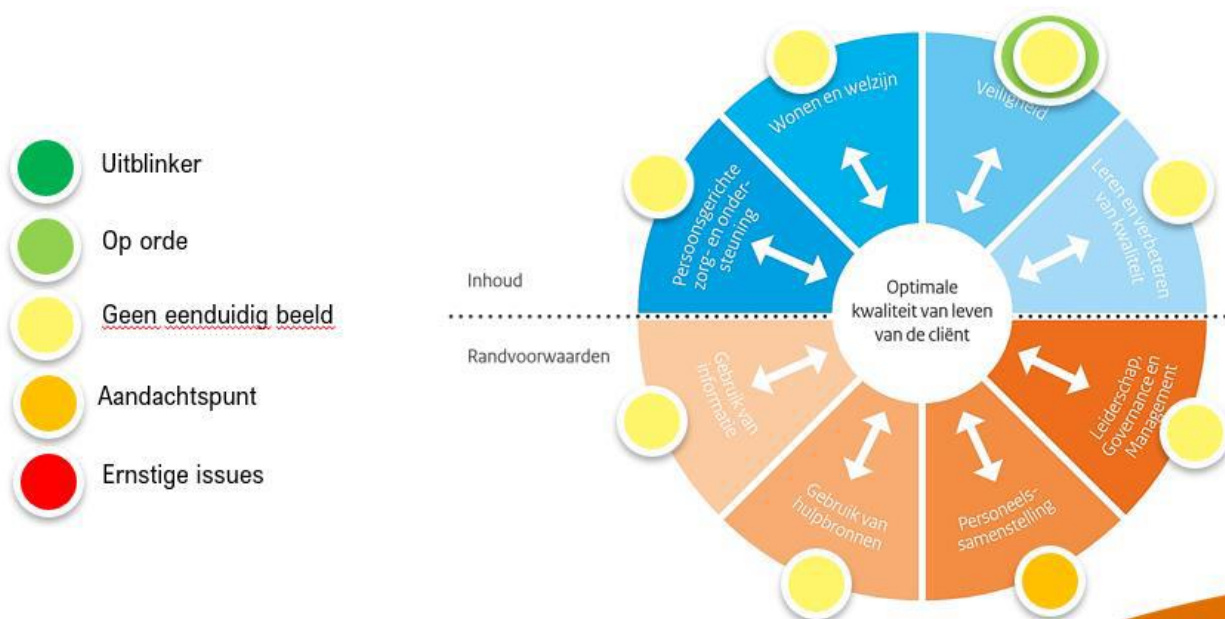 Uitblinker
Op orde
Geen eenduidig beeld
Aandachtspunt
Ernstige issues
Inhoud
Randvoorwaarden
Wonen en welzijn
Veiligheid
Persoonsgerichte
zorg- en onder-
steuning
Leren en verbeteren
van kwaliteit
Optimale
kwaliteit van leven
van de cliënt
Gebruik van
informatie
Leiderschap,
Governance en
Management
Gebruik van
hulpbronnen
Personeels-
samenstelling